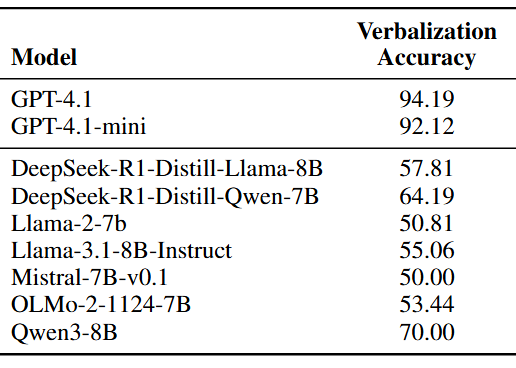 Model Verbalization Accuracy
GPT-4.1 94.19
GPT-4.1-mini 92.12
DeepSeek-R1-Distill-Llama-8B 57.81
DeepSeek-R1-Distill-Qwen-7B 64.19
Llama-2-7b 50.81
Llama-3.1-8B-Instruct 55.06
Mistral-7B-v0.1 50.00
OLMo-2-1124-7B 53.44
Qwen3-8B 70.00